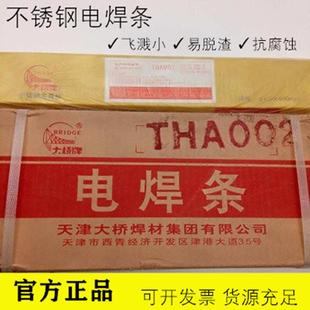 不锈钢电焊条
✓飞溅小 ✓易脱渣 ✓抗腐蚀
THA002
BRIDGE ®
大桥牌
THA002
电焊条
天津大桥焊材集团有限公司
天津市西青经济开发区津港大道35号
官方正品 可开发票 货源充足